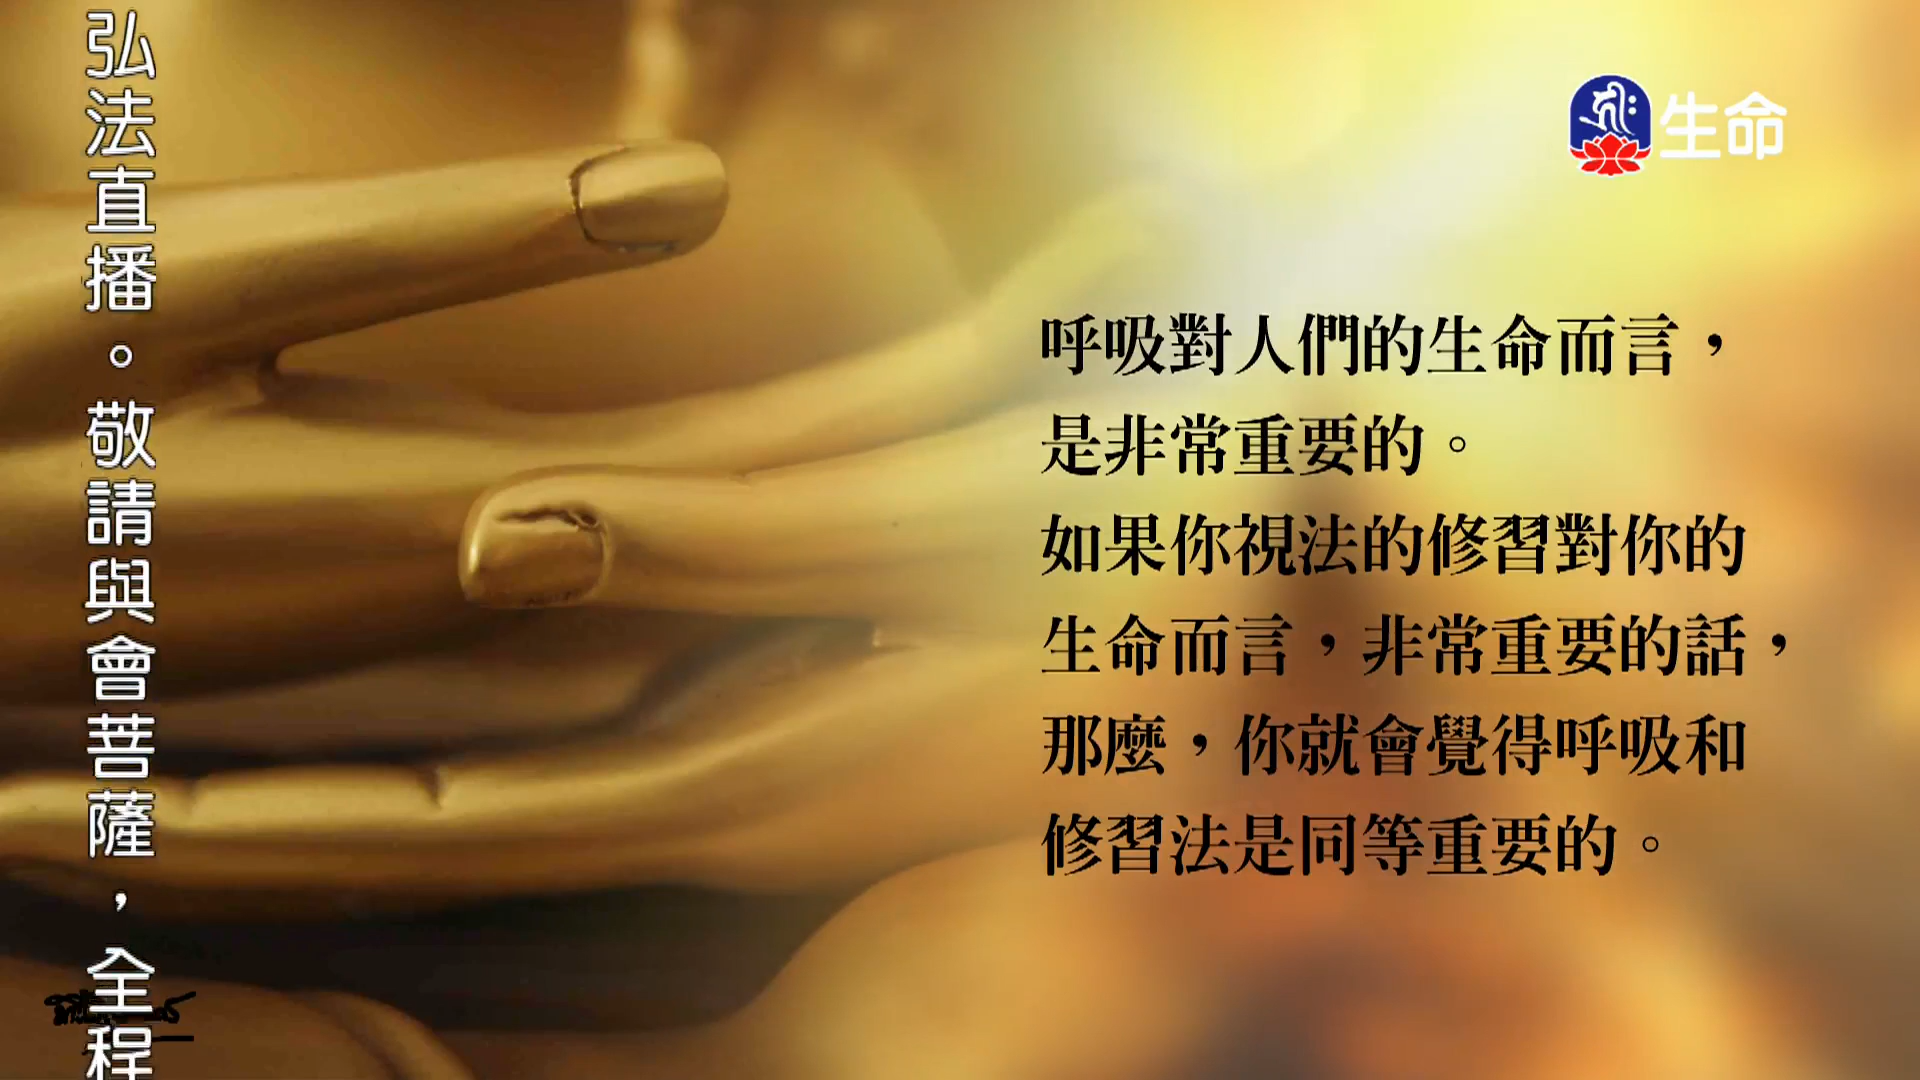 弘法直播。敬請與會菩薩，全程
生命
呼吸對人們的生命而言，
是非常重要的。
如果你視法的修習對你的
生命而言，非常重要的話，
那麼，你就會覺得呼吸和
修習法是同等重要的。